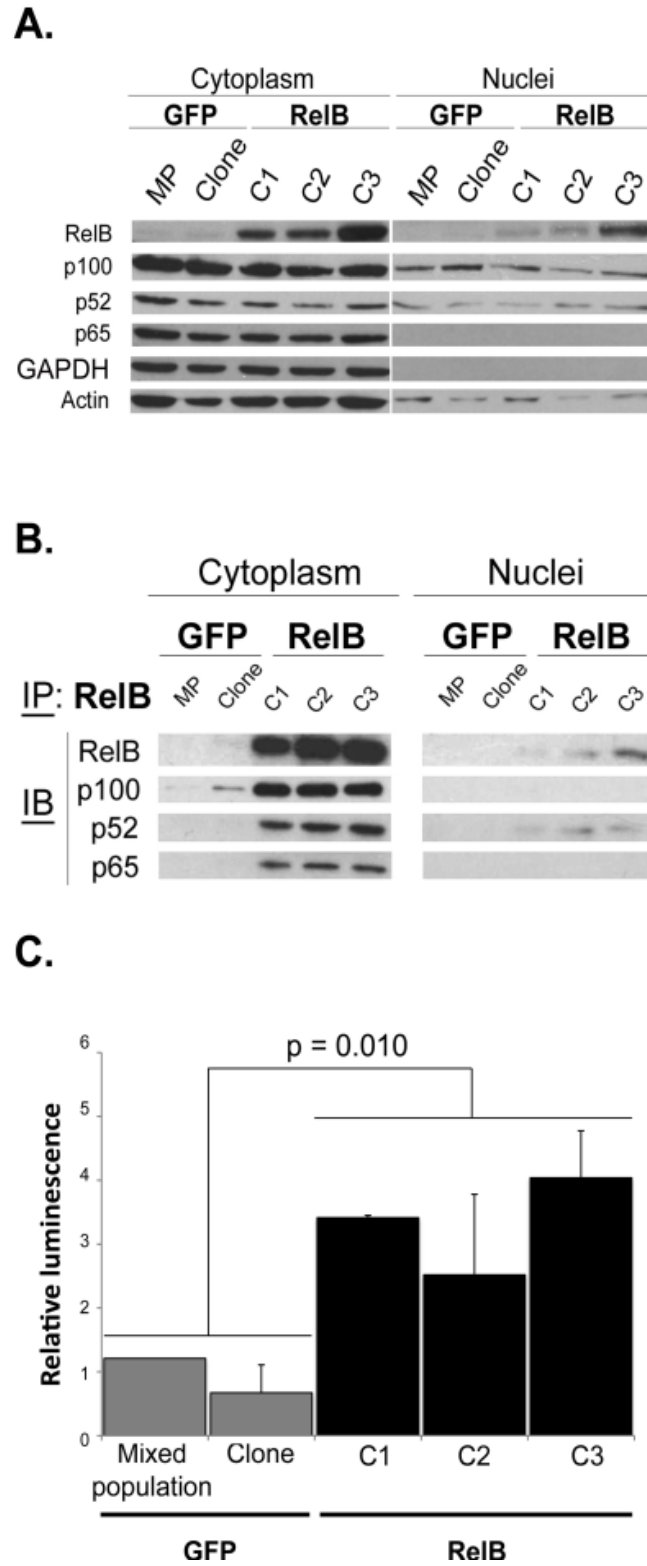 A.
Cytoplasm Nuclei
GFP RelB GFP RelB
MP Clone C1 C2 C3 MP Clone C1 C2 C3
RelB
p100
p52
p65
GAPDH
Actin
B.
Cytoplasm Nuclei
GFP RelB GFP RelB
IP: RelB MP Clone C1 C2 C3 MP Clone C1 C2 C3
IB
RelB
p100
p52
p65
C.
p = 0.010
Relative luminescence
6
5
4
3
2
1
0
Mixed population Clone C1 C2 C3
GFP RelB